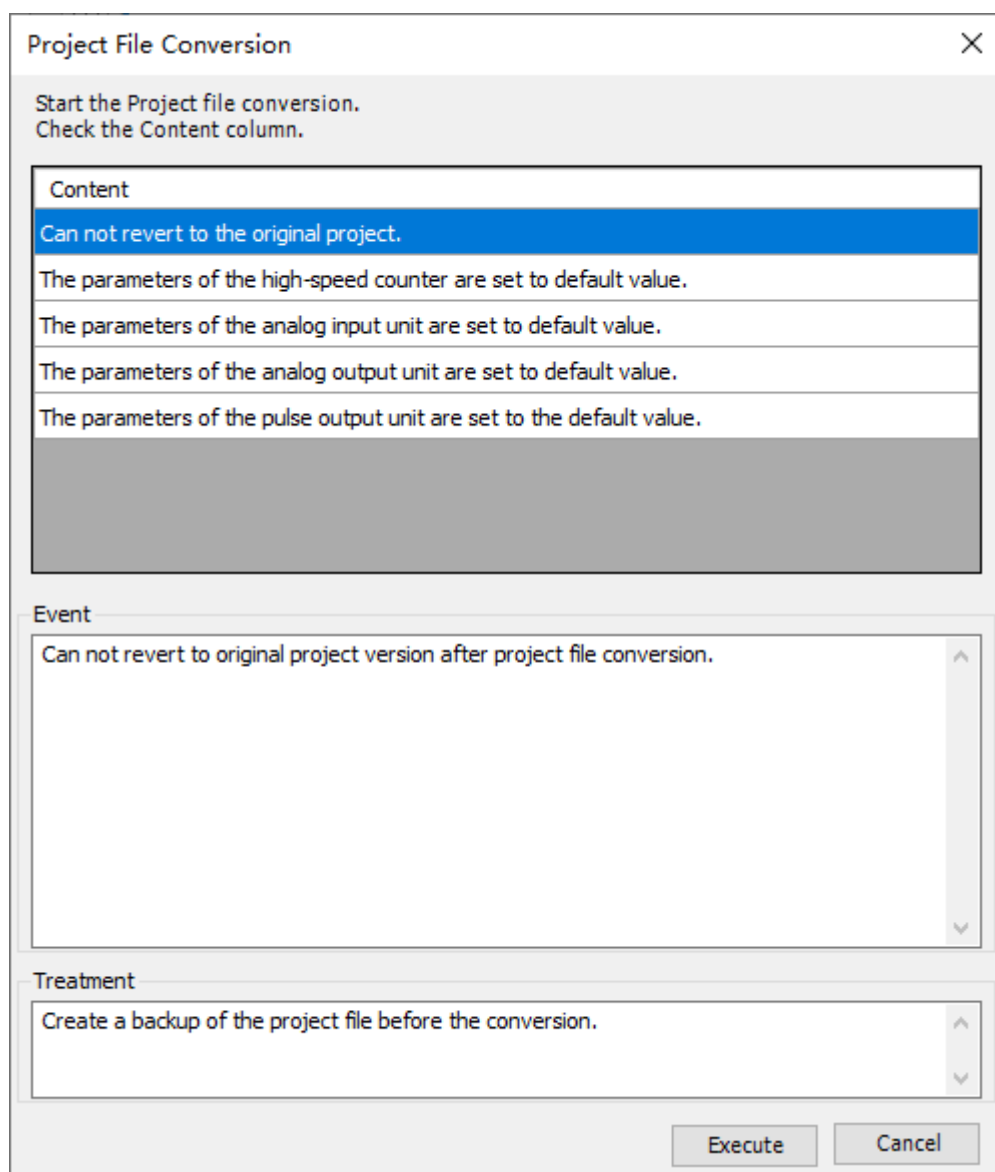 Project File Conversion
Start the Project file conversion.
Check the Content column.
Content
Can not revert to the original project.
The parameters of the high-speed counter are set to default value.
The parameters of the analog input unit are set to default value.
The parameters of the analog output unit are set to default value.
The parameters of the pulse output unit are set to the default value.
Event
Can not revert to original project version after project file conversion.
Treatment
Create a backup of the project file before the conversion.
Execute
Cancel